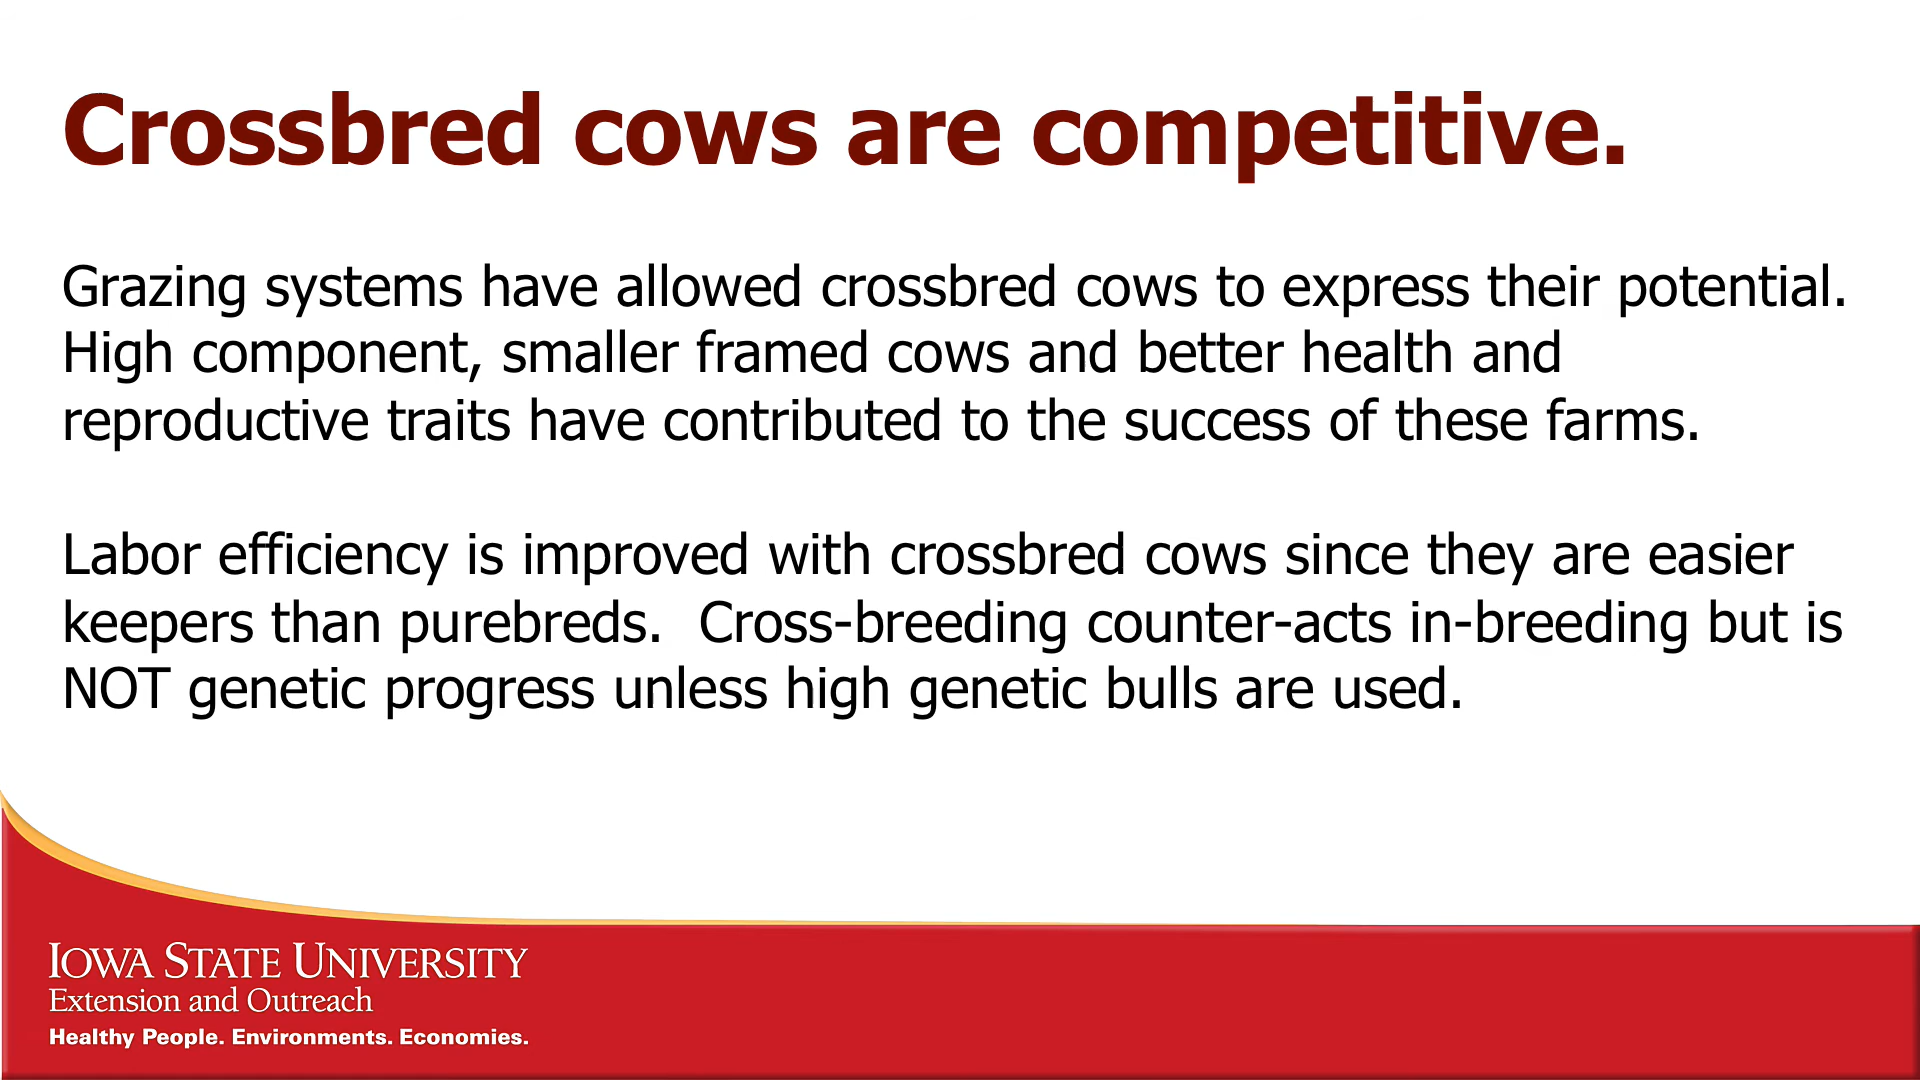 Crossbred cows are competitive.
Grazing systems have allowed crossbred cows to express their potential.
High component, smaller framed cows and better health and
reproductive traits have contributed to the success of these farms.
Labor efficiency is improved with crossbred cows since they are easier
keepers than purebreds.  Cross-breeding counter-acts in-breeding but is
NOT genetic progress unless high genetic bulls are used.
IOWA STATE UNIVERSITY
Extension and Outreach
Healthy People. Environments. Economies.